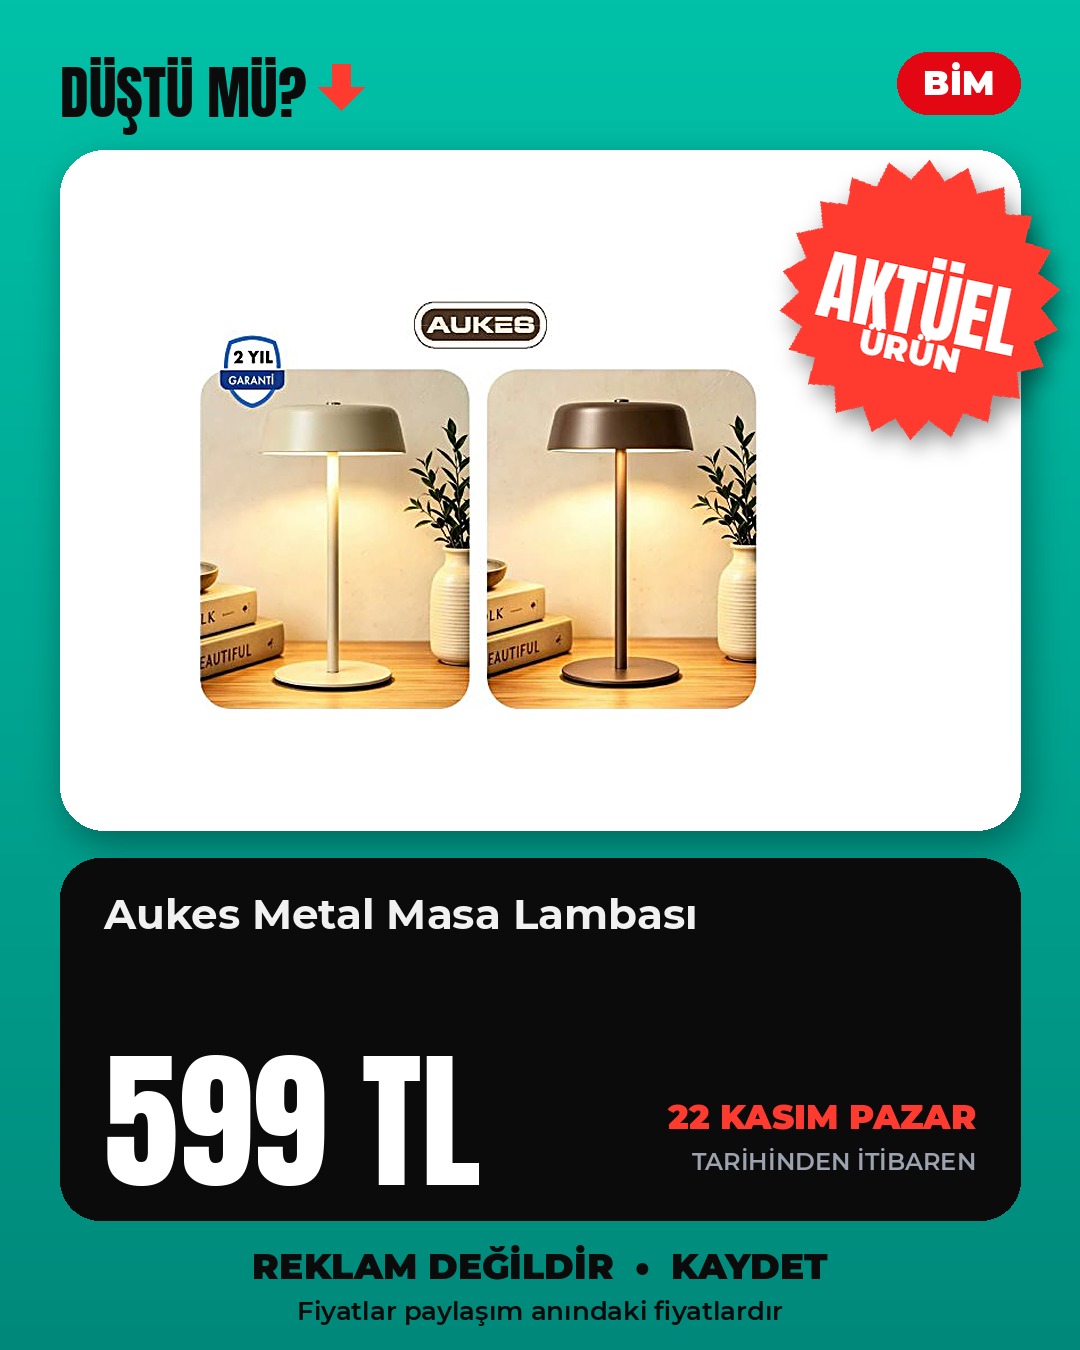 DÜŞTÜ MÜ?
BİM
AKTÜEL
ÜRÜN
AUKES
2 YIL
GARANTİ
LK
EAUTIFUL
LK
EAUTIFUL
Aukes Metal Masa Lambası
599 TL
22 KASIM PAZAR
TARİHİNDEN İTİBAREN
REKLAM DEĞİLDİR • KAYDET
Fiyatlar paylaşım anındaki fiyatlardır